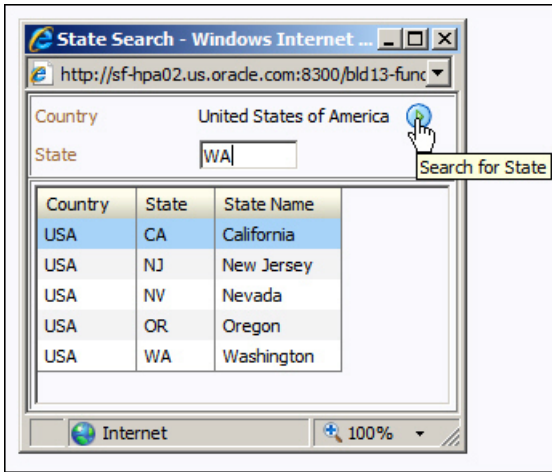 State Search - Windows Internet ...
http://sf-hpa02.us.oracle.com:8300/bld13-func
Country United States of America
State WA
Search for State
Country State State Name
USA CA California
USA NJ New Jersey
USA NV Nevada
USA OR Oregon
USA WA Washington
Internet 100%